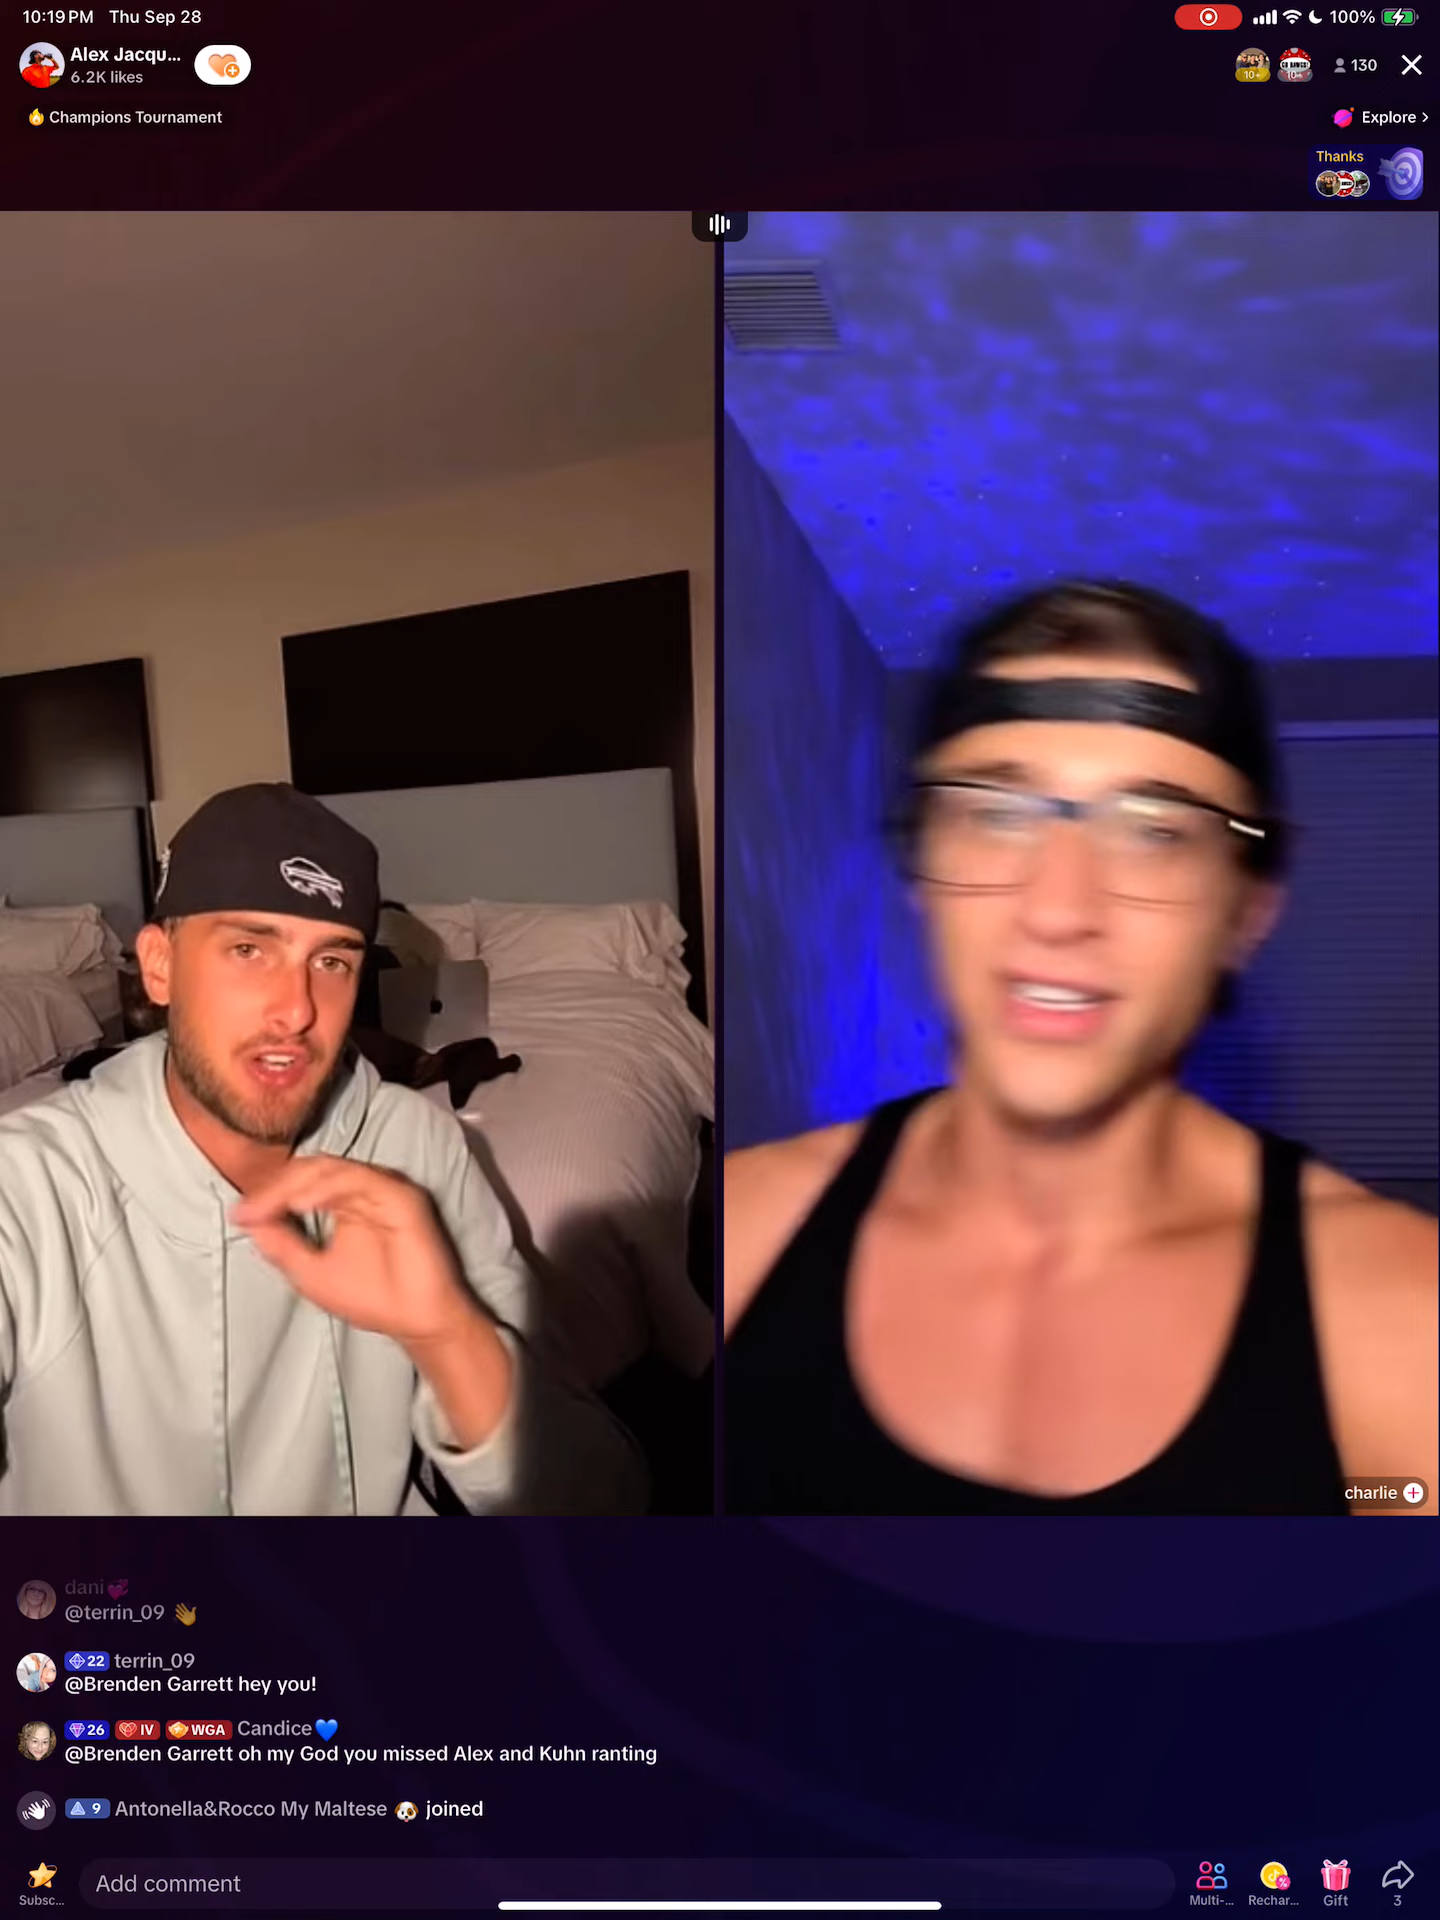 10:19 PM Thu Sep 28
100%
Alex Jacqu...
6.2K likes
10+
10+
130
🔥 Champions Tournament
Explore >
Thanks
charlie
dani💞
@terrin_09 👋
22 terrin_09
@Brenden Garrett hey you!
26 IV WGA Candice💙
@Brenden Garrett oh my God you missed Alex and Kuhn ranting
9 Antonella&Rocco My Maltese 🐶 joined
Add comment
Subsc...
Multi-...
Rechar...
Gift
3